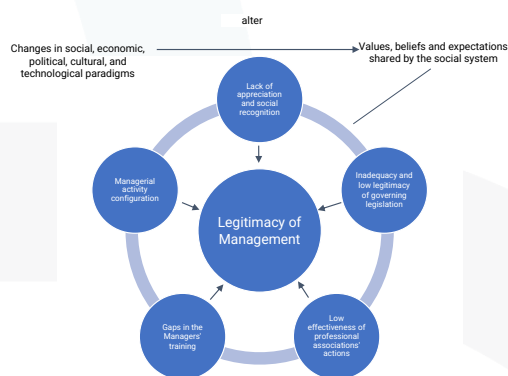 alter
Changes in social, economic,
political, cultural, and
technological paradigms
Values, beliefs and expectations
shared by the social system
Lack of
appreciation
and social
recognition
Managerial
activity
configuration
Inadequacy and
low legitimacy
of governing
legislation
Legitimacy of
Management
Gaps in the
Managers'
training
Low
effectiveness of
professional
associations'
actions